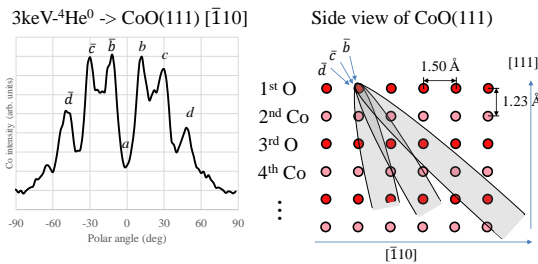 3keV-⁴He⁰ -> CoO(111) [1̅10]
Co intensity (arb. units)
d̅
c̅
b̅
a
b
c
d
-90 -60 -30 0 30 60 90
Polar angle (deg)
Side view of CoO(111)
d̅
c̅
b̅
1.50 Å
[111]
1.23 Å
1ˢᵗ O
2ⁿᵈ Co
3ʳᵈ O
4ᵗʰ Co
⋮
[1̅10]